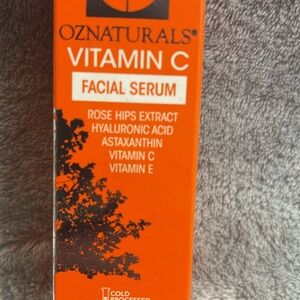 OZNATURALS®
VITAMIN C
FACIAL SERUM
ROSE HIPS EXTRACT
HYALURONIC ACID
ASTAXANTHIN
VITAMIN C
VITAMIN E
COLD
PROCESSED